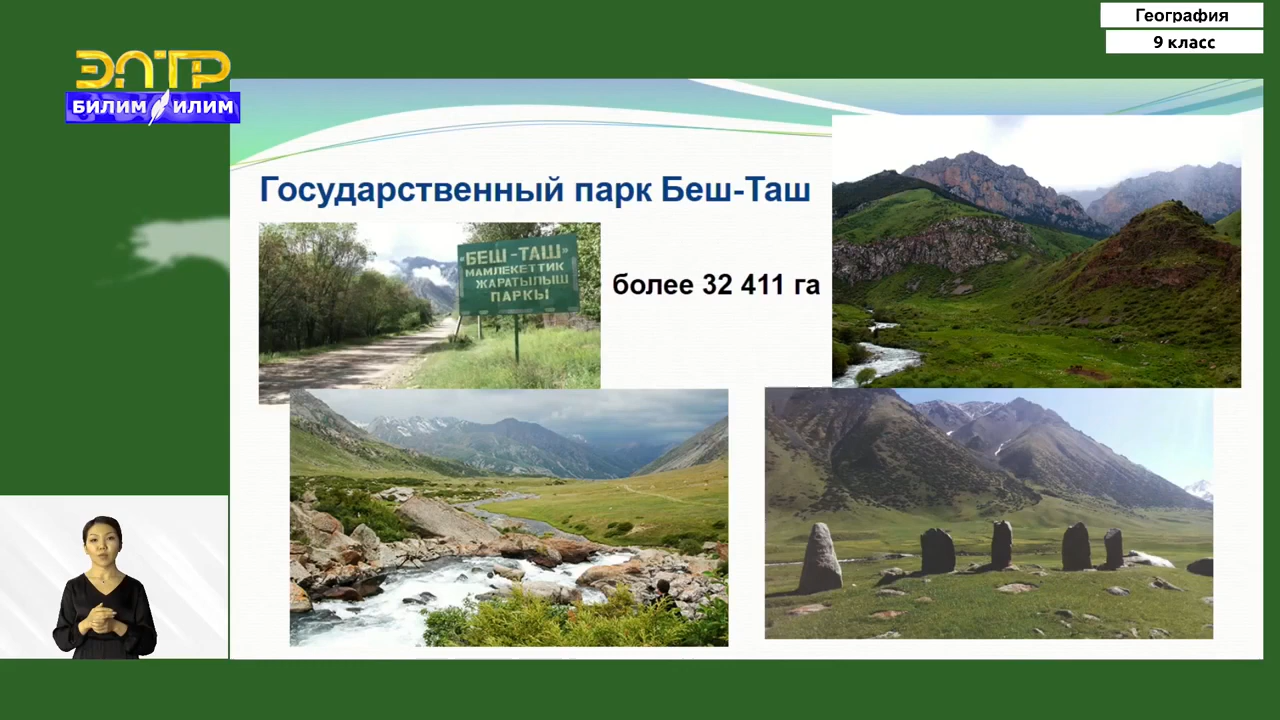 География
9 класс
ЭЛТР
БИЛИМ ИЛИМ
Государственный парк Беш-Таш
«БЕШ-ТАШ»
МАМЛЕКЕТТИК
ЖАРАТЫЛЫШ
ПАРКЫ
более 32 411 га